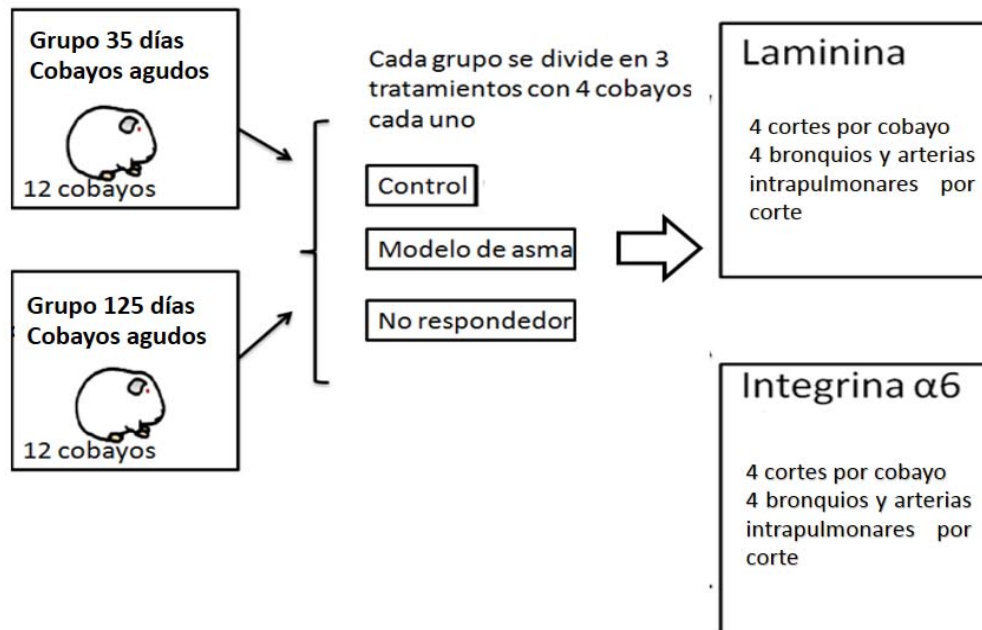 Grupo 35 días
Cobayos agudos
12 cobayos
Grupo 125 días
Cobayos agudos
12 cobayos
Cada grupo se divide en 3
tratamientos con 4 cobayos
cada uno
Control
Modelo de asma
No respondedor
Laminina
4 cortes por cobayo
4 bronquios y arterias
intrapulmonares por
corte
Integrina α6
4 cortes por cobayo
4 bronquios y arterias
intrapulmonares por
corte